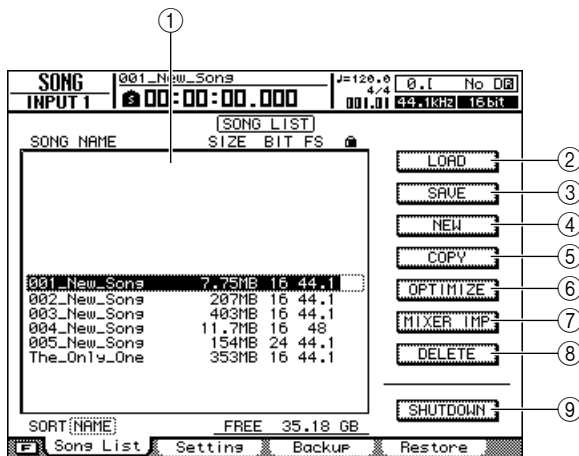 ①
SONG
001_New_Song
♩=120.0
4/4
0.[ No D
INPUT 1
S 00:00:00.000
001.01
44.1kHz 16bit
SONG LIST
SONG NAME SIZE BIT FS
001_New_Song 7.75MB 16 44.1
002_New_Song 207MB 16 44.1
003_New_Song 403MB 16 44.1
004_New_Song 11.7MB 16 48
005_New_Song 154MB 24 44.1
The_Only_One 353MB 16 44.1
LOAD ②
SAVE ③
NEW ④
COPY ⑤
OPTIMIZE ⑥
MIXER IMP ⑦
DELETE ⑧
SHUTDOWN ⑨
SORT NAME FREE 35.18 GB
F Song List Setting Backup Restore